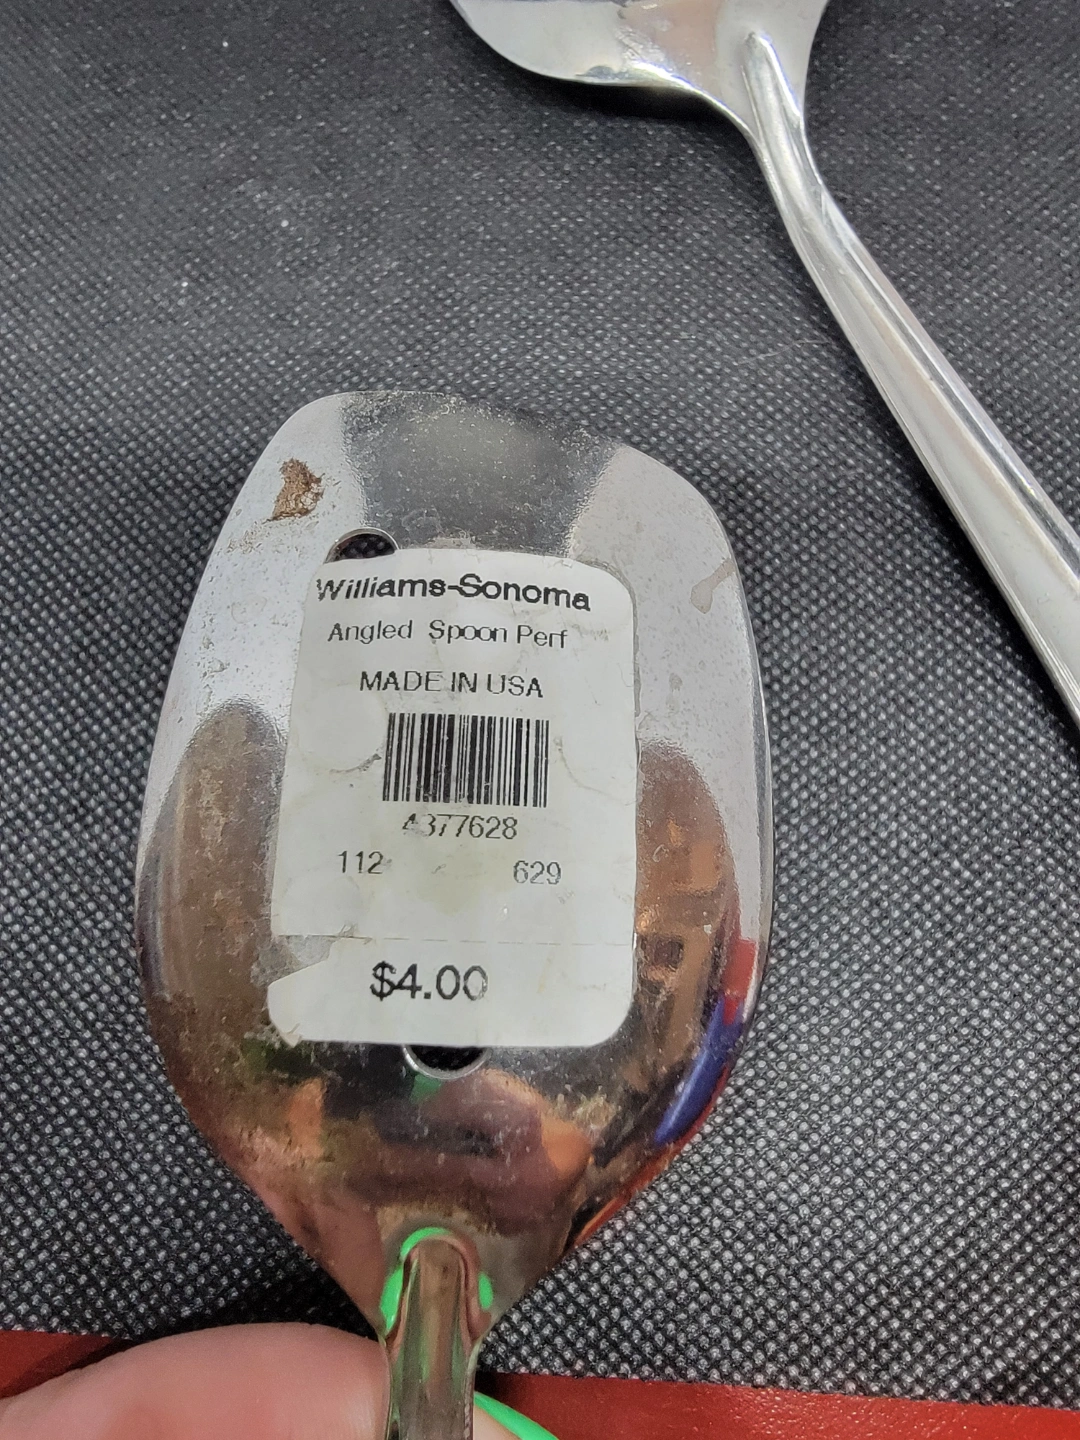 Williams-Sonoma
Angled Spoon Perf
MADE IN USA
4377628
112 629
$4.00